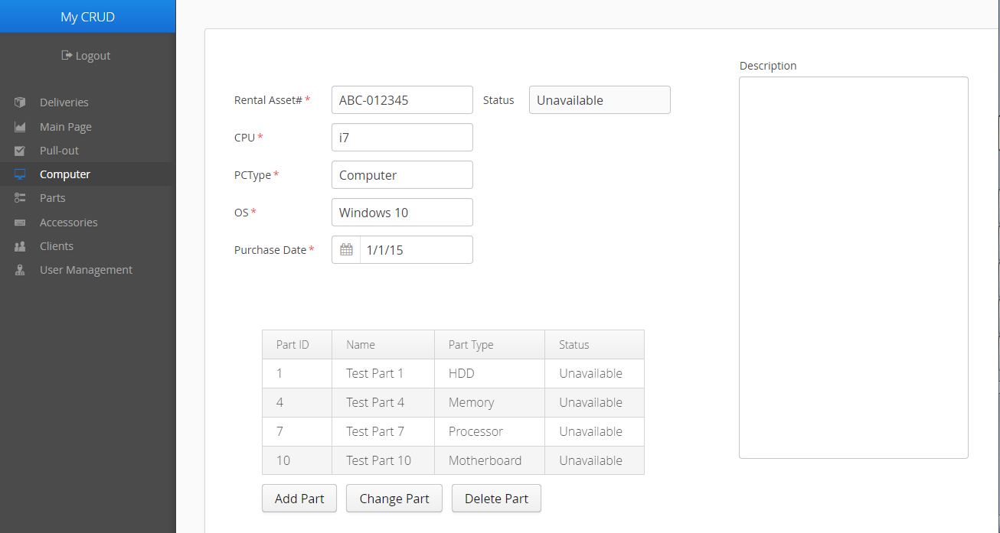 My CRUD
Logout
Deliveries
Main Page
Pull-out
Computer
Parts
Accessories
Clients
User Management
Description
Rental Asset# * ABC-012345 Status Unavailable
CPU * i7
PCType * Computer
OS * Windows 10
Purchase Date * 1/1/15
Part ID Name Part Type Status
1 Test Part 1 HDD Unavailable
4 Test Part 4 Memory Unavailable
7 Test Part 7 Processor Unavailable
10 Test Part 10 Motherboard Unavailable
Add Part Change Part Delete Part